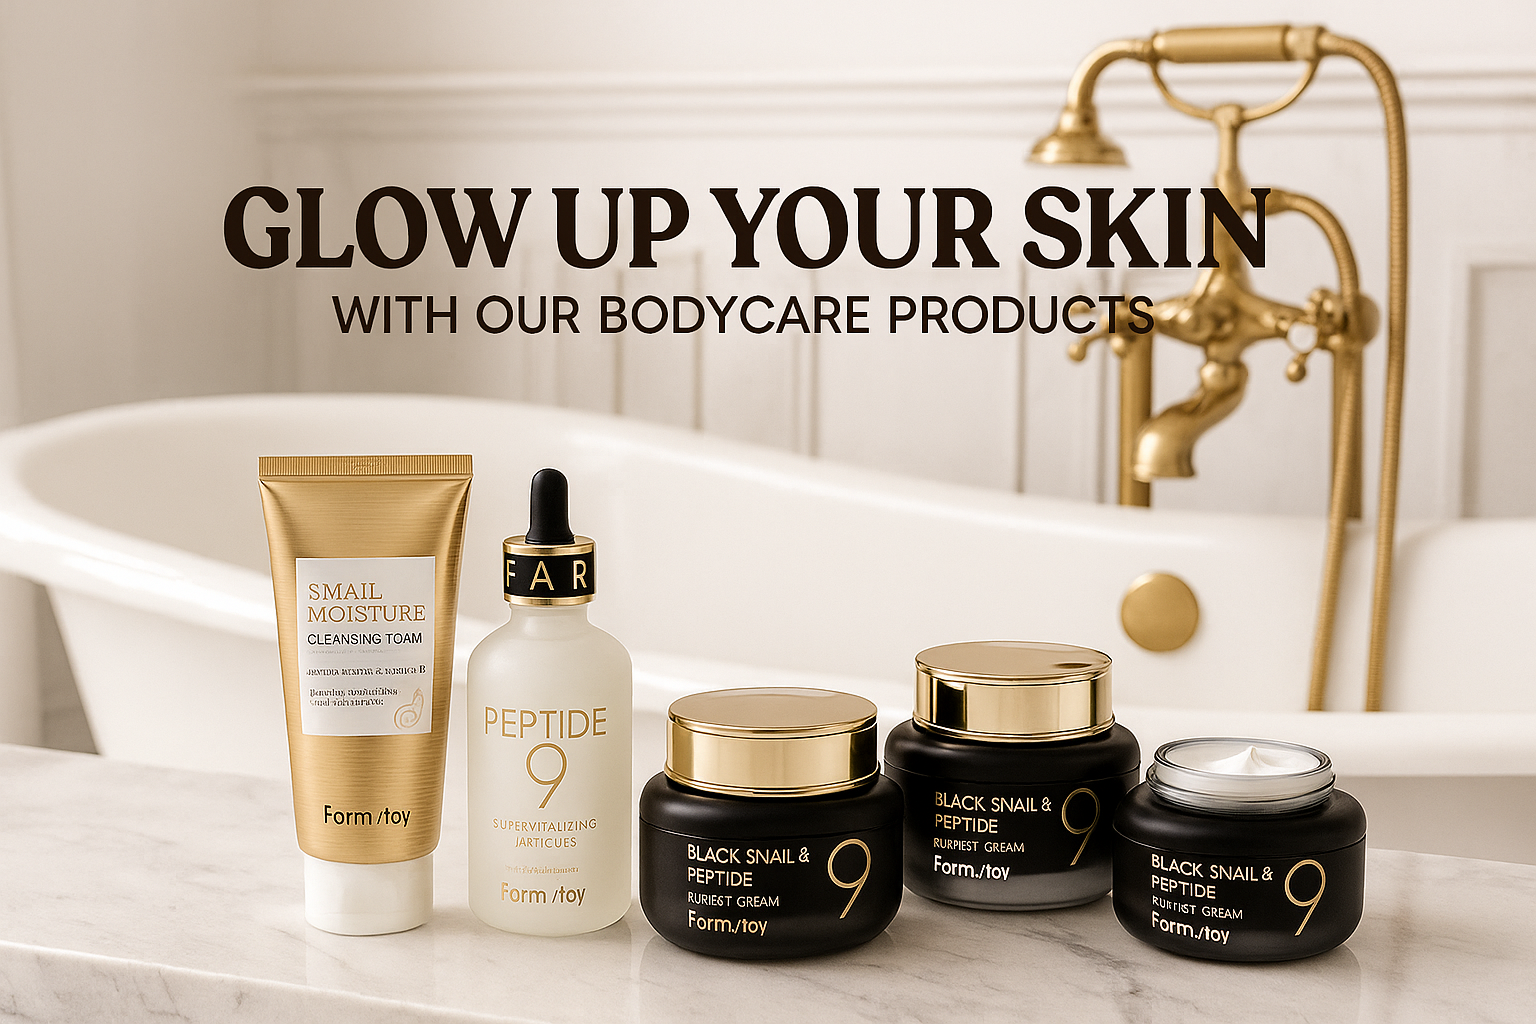 GLOW UP YOUR SKIN
WITH OUR BODYCARE PRODUCTS
SMAIL
MOISTURE
CLEANSING TOAM
Form /toy
FAR
PEPTIDE
9
SUPERVITALIZING
JARTICUES
Form /toy
BLACK SNAIL &
PEPTIDE
9
RURIEST GREAM
Form./toy
BLACK SNAIL &
PEPTIDE
9
RURPIEST GREAM
Form./toy
BLACK SNAIL &
PEPTIDE
9
GREAM
Form./toy